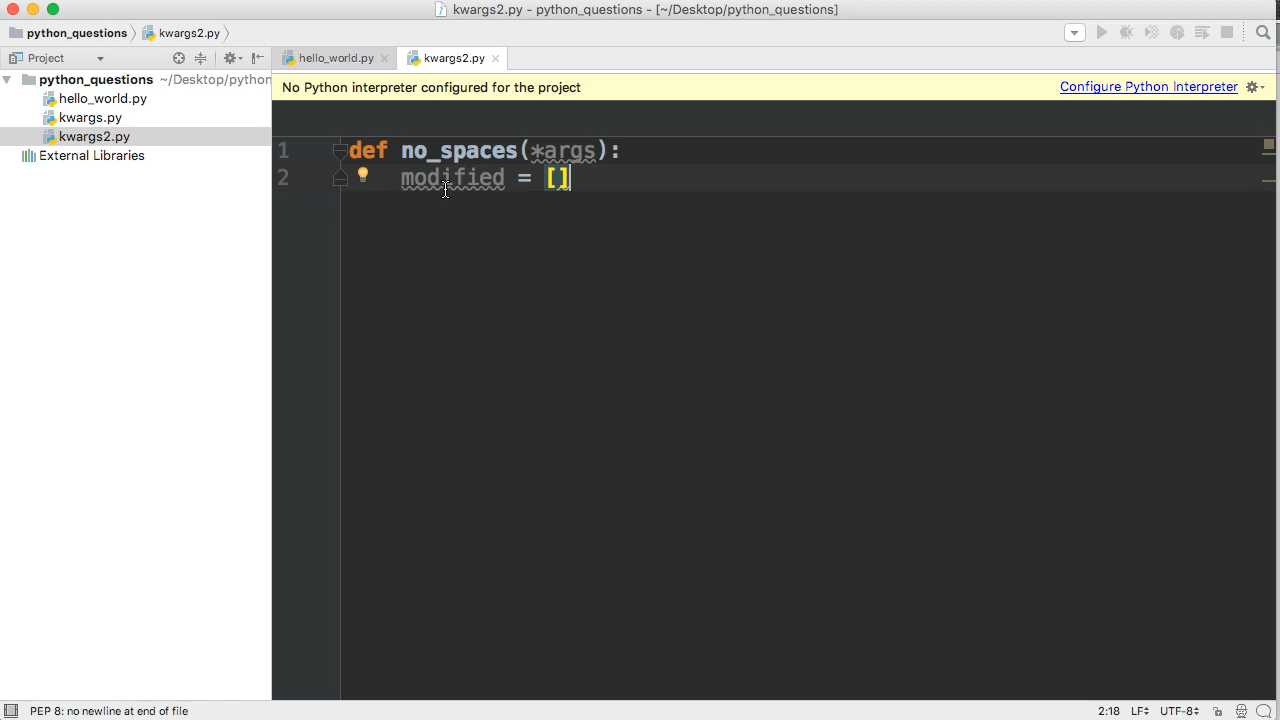 kwargs2.py - python_questions - [~/Desktop/python_questions]
python_questions kwargs2.py
Project
hello_world.py kwargs2.py
python_questions ~/Desktop/python
No Python interpreter configured for the project Configure Python Interpreter
hello_world.py
kwargs.py
kwargs2.py
External Libraries
1 def no_spaces(*args):
2 modified = []
PEP 8: no newline at end of file 2:18 LF UTF-8